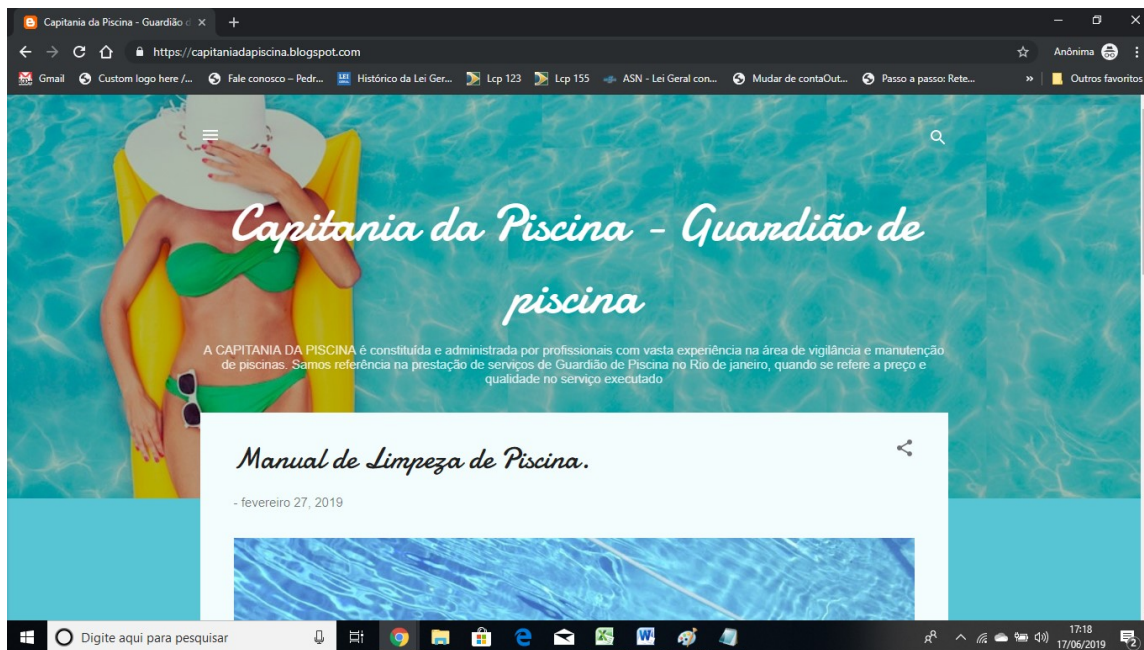 Capitania da Piscina - Guardião d
https://capitaniadapiscina.blogspot.com
Anônima
Gmail
Custom logo here /...
Fale conosco – Pedr...
Histórico da Lei Ger...
Lcp 123
Lcp 155
ASN - Lei Geral con...
Mudar de contaOut...
Passo a passo: Rete...
»
Outros favoritos
Capitania da Piscina - Guardião de
piscina
A CAPITANIA DA PISCINA é constituída e administrada por profissionais com vasta experiência na área de vigilância e manutenção
de piscinas. Samos referência na prestação de serviços de Guardião de Piscina no Rio de janeiro, quando se refere a preço e
qualidade no serviço executado
Manual de Limpeza de Piscina.
- fevereiro 27, 2019
Digite aqui para pesquisar
17:18
17/06/2019